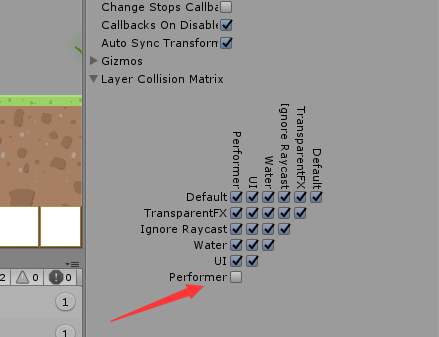 Change Stops Callba
Callbacks On Disable
Auto Sync Transform
Gizmos
Layer Collision Matrix
Performer
UI
Water
Ignore Raycast
TransparentFX
Default
Default
TransparentFX
Ignore Raycast
Water
UI
Performer
2
0
0
1
1